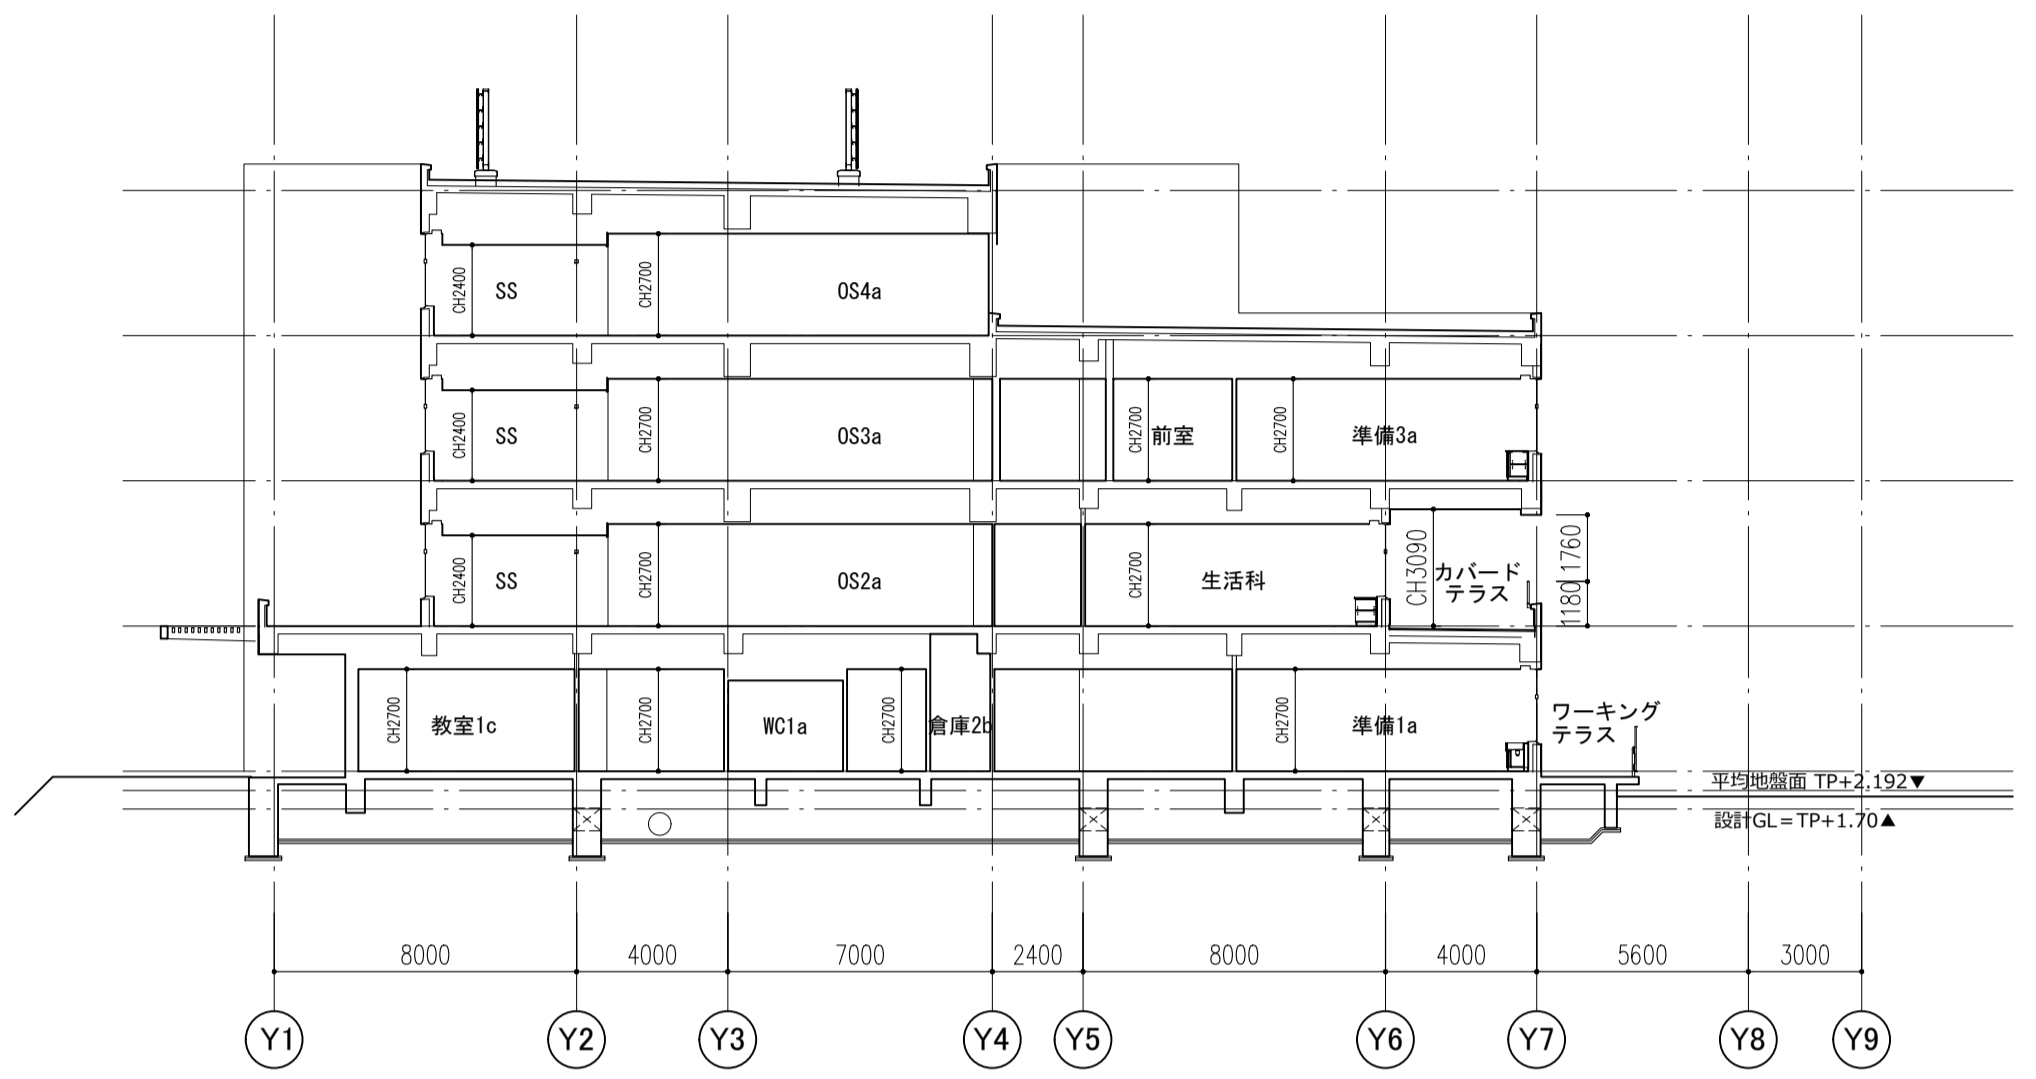 CH2400
SS
CH2700
OS4a
CH2400
SS
CH2700
OS3a
CH2700
前室
CH2700
準備3a
CH2400
SS
CH2700
OS2a
CH2700
生活科
CH3090
カバード
テラス
1180
1760
CH2700
教室1c
CH2700
WC1a
CH2700
倉庫2b
CH2700
準備1a
ワーキング
テラス
平均地盤面 TP+2.192▼
設計GL=TP+1.70▲
8000
4000
7000
2400
8000
4000
5600
3000
Y1
Y2
Y3
Y4
Y5
Y6
Y7
Y8
Y9